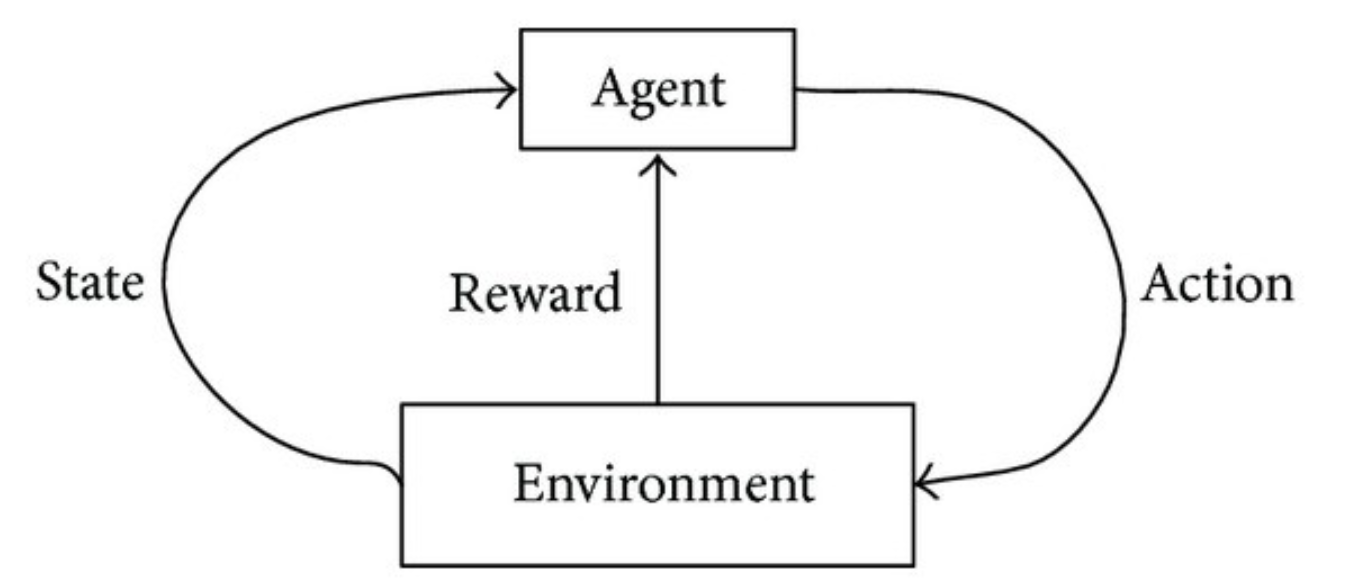 Agent
State
Reward
Action
Environment